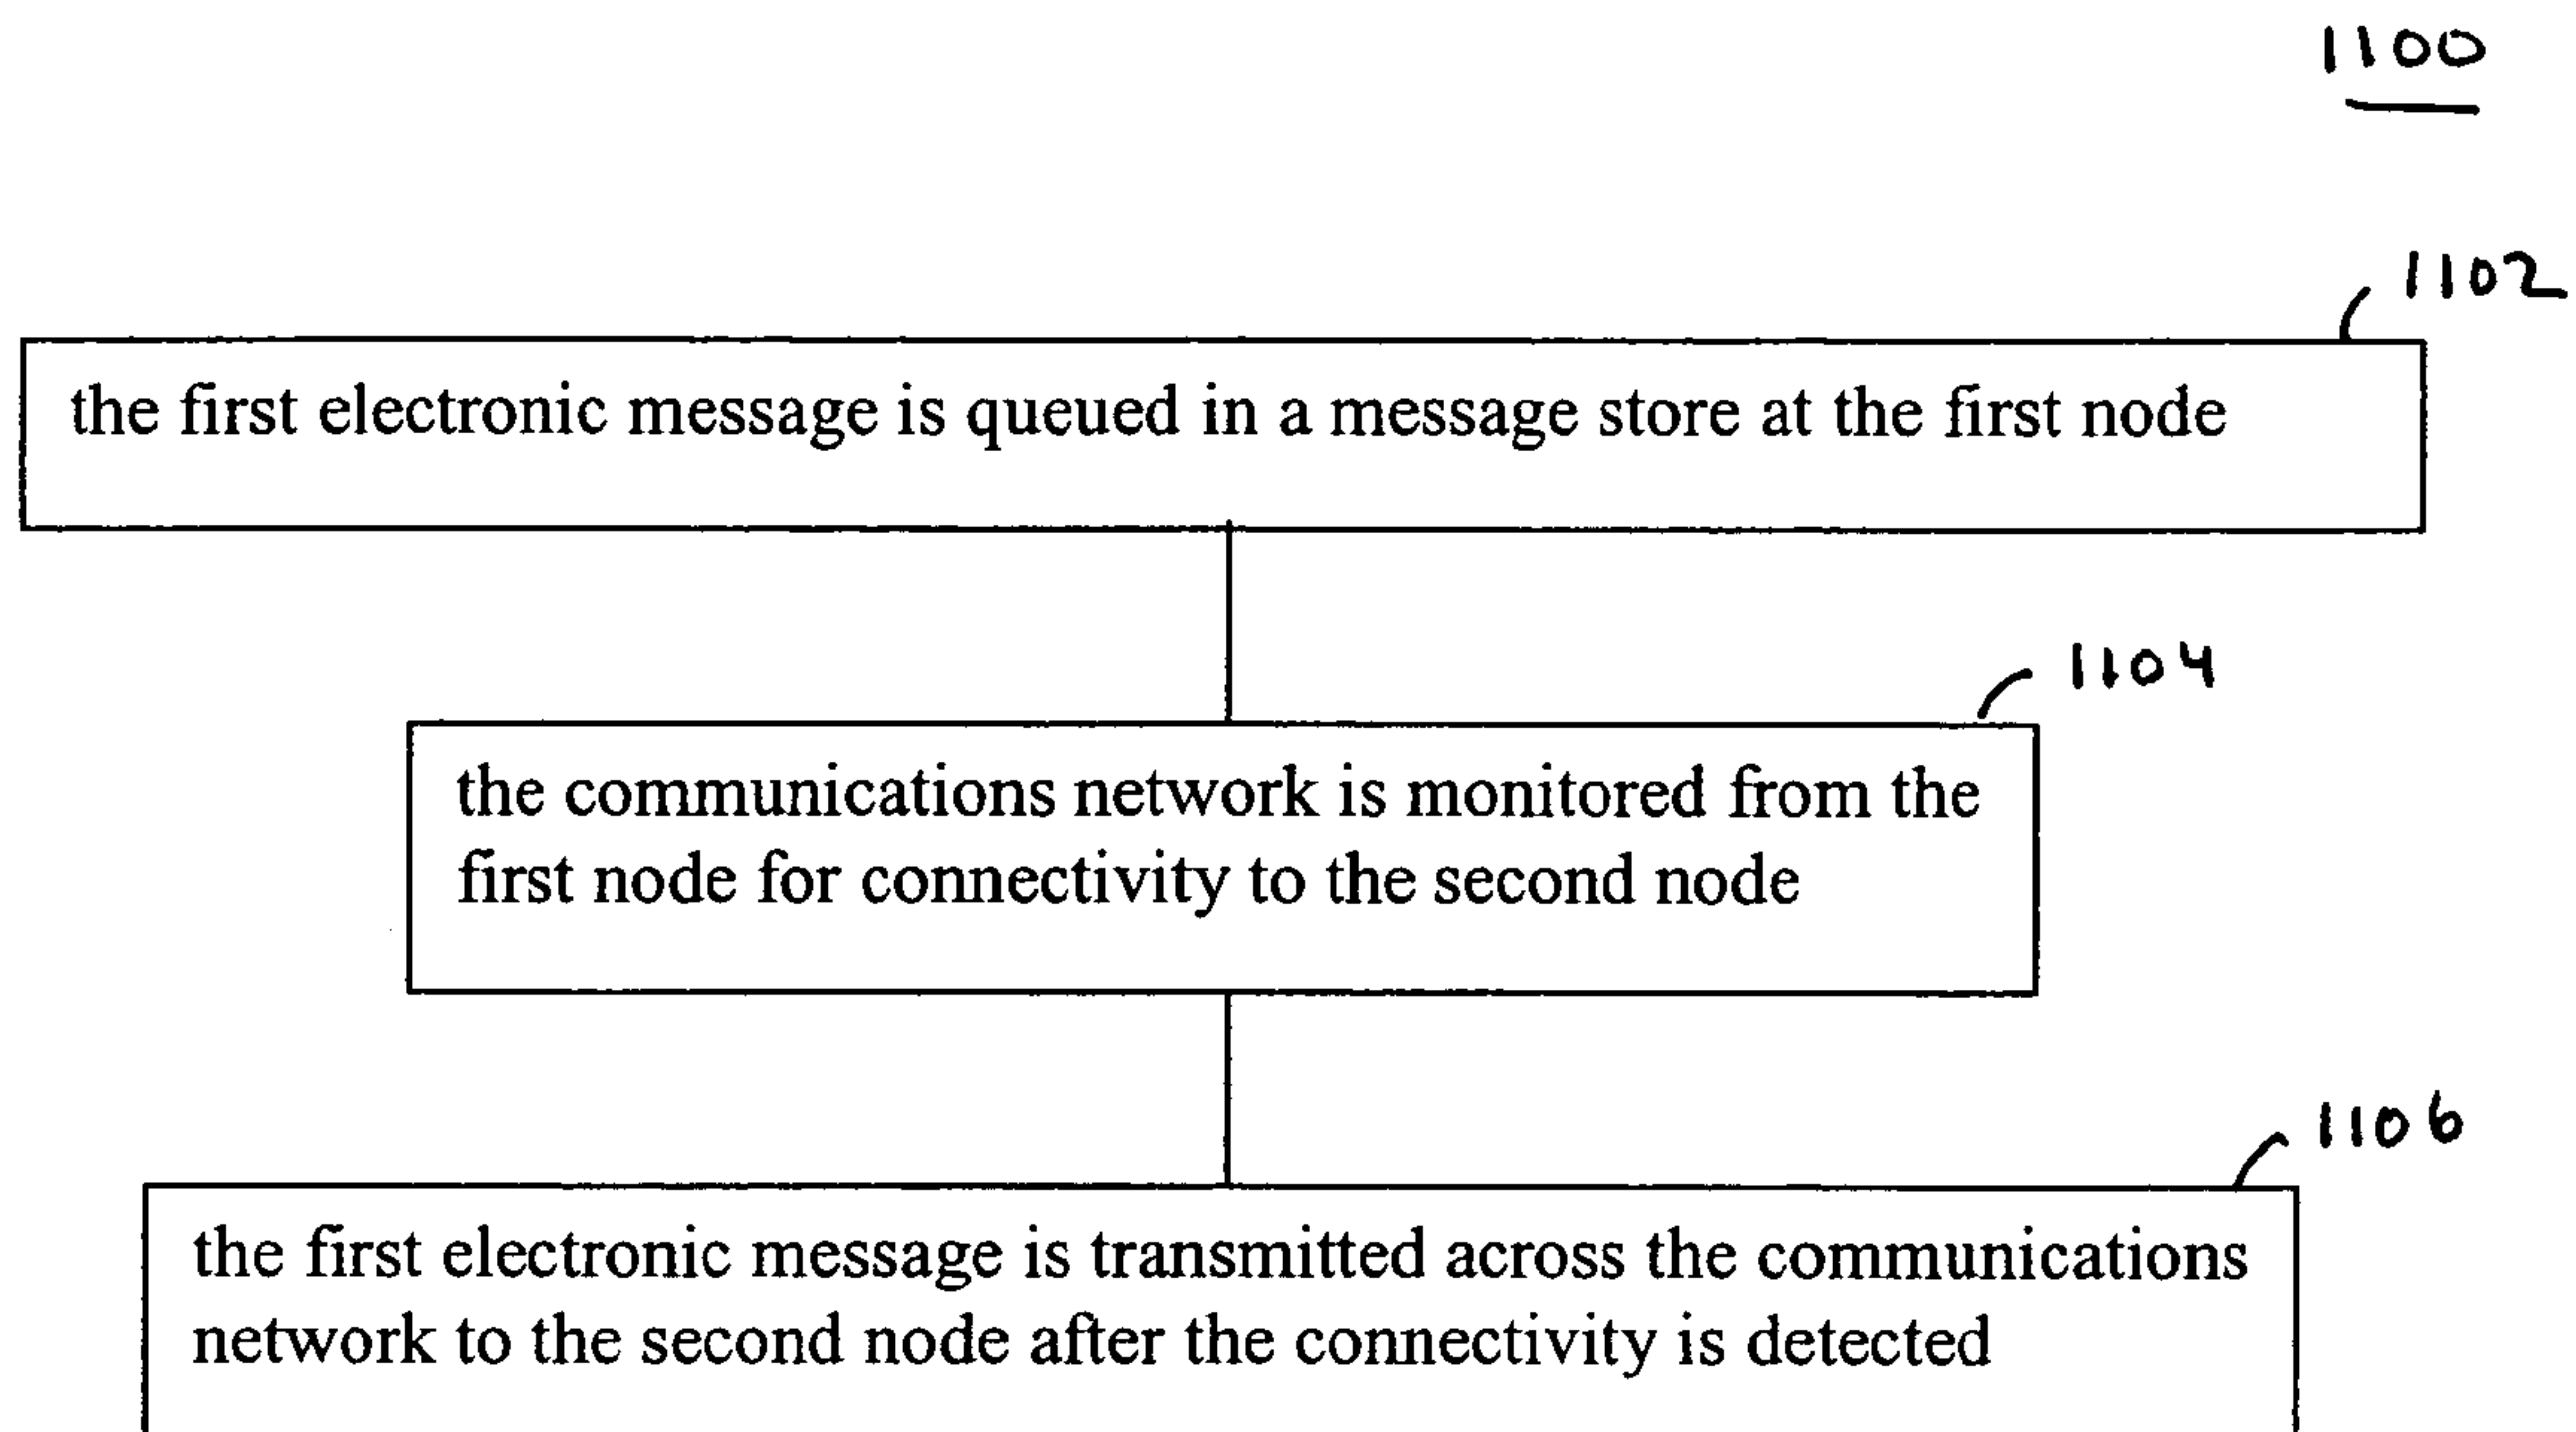 1100
1102
the first electronic message is queued in a message store at the first node
1104
the communications network is monitored from the
first node for connectivity to the second node
1106
the first electronic message is transmitted across the communications
network to the second node after the connectivity is detected